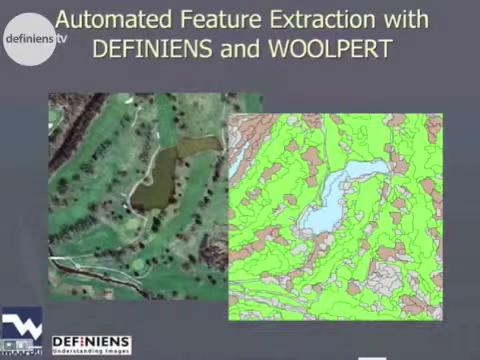 Automated Feature Extraction with
DEFINIENS and WOOLPERT
definiens tv
DEFINIENS
Understanding Images